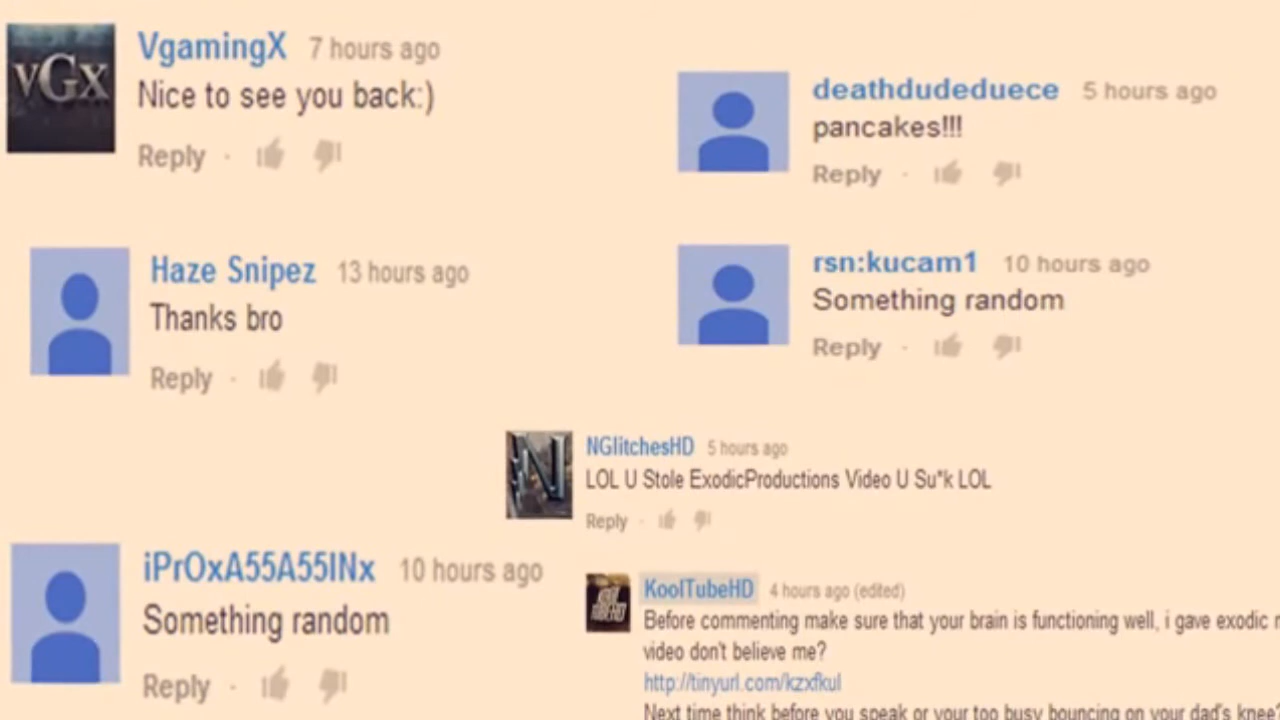 VGX
VgamingX 7 hours ago
Nice to see you back:)
Reply
deathdudeduece 5 hours ago
pancakes!!!
Reply
Haze Snipez 13 hours ago
Thanks bro
Reply
rsn:kucam1 10 hours ago
Something random
Reply
N
NGlitchesHD 5 hours ago
LOL U Stole ExodicProductions Video U Su*k LOL
Reply
iPrOxA55A55INx 10 hours ago
Something random
Reply
KoolTubeHD 4 hours ago (edited)
Before commenting make sure that your brain is functioning well, i gave exodic
video don't believe me?
http://tinyurl.com/kzxfkul
Next time think before you speak or your too busy bouncing on your dad's knee?